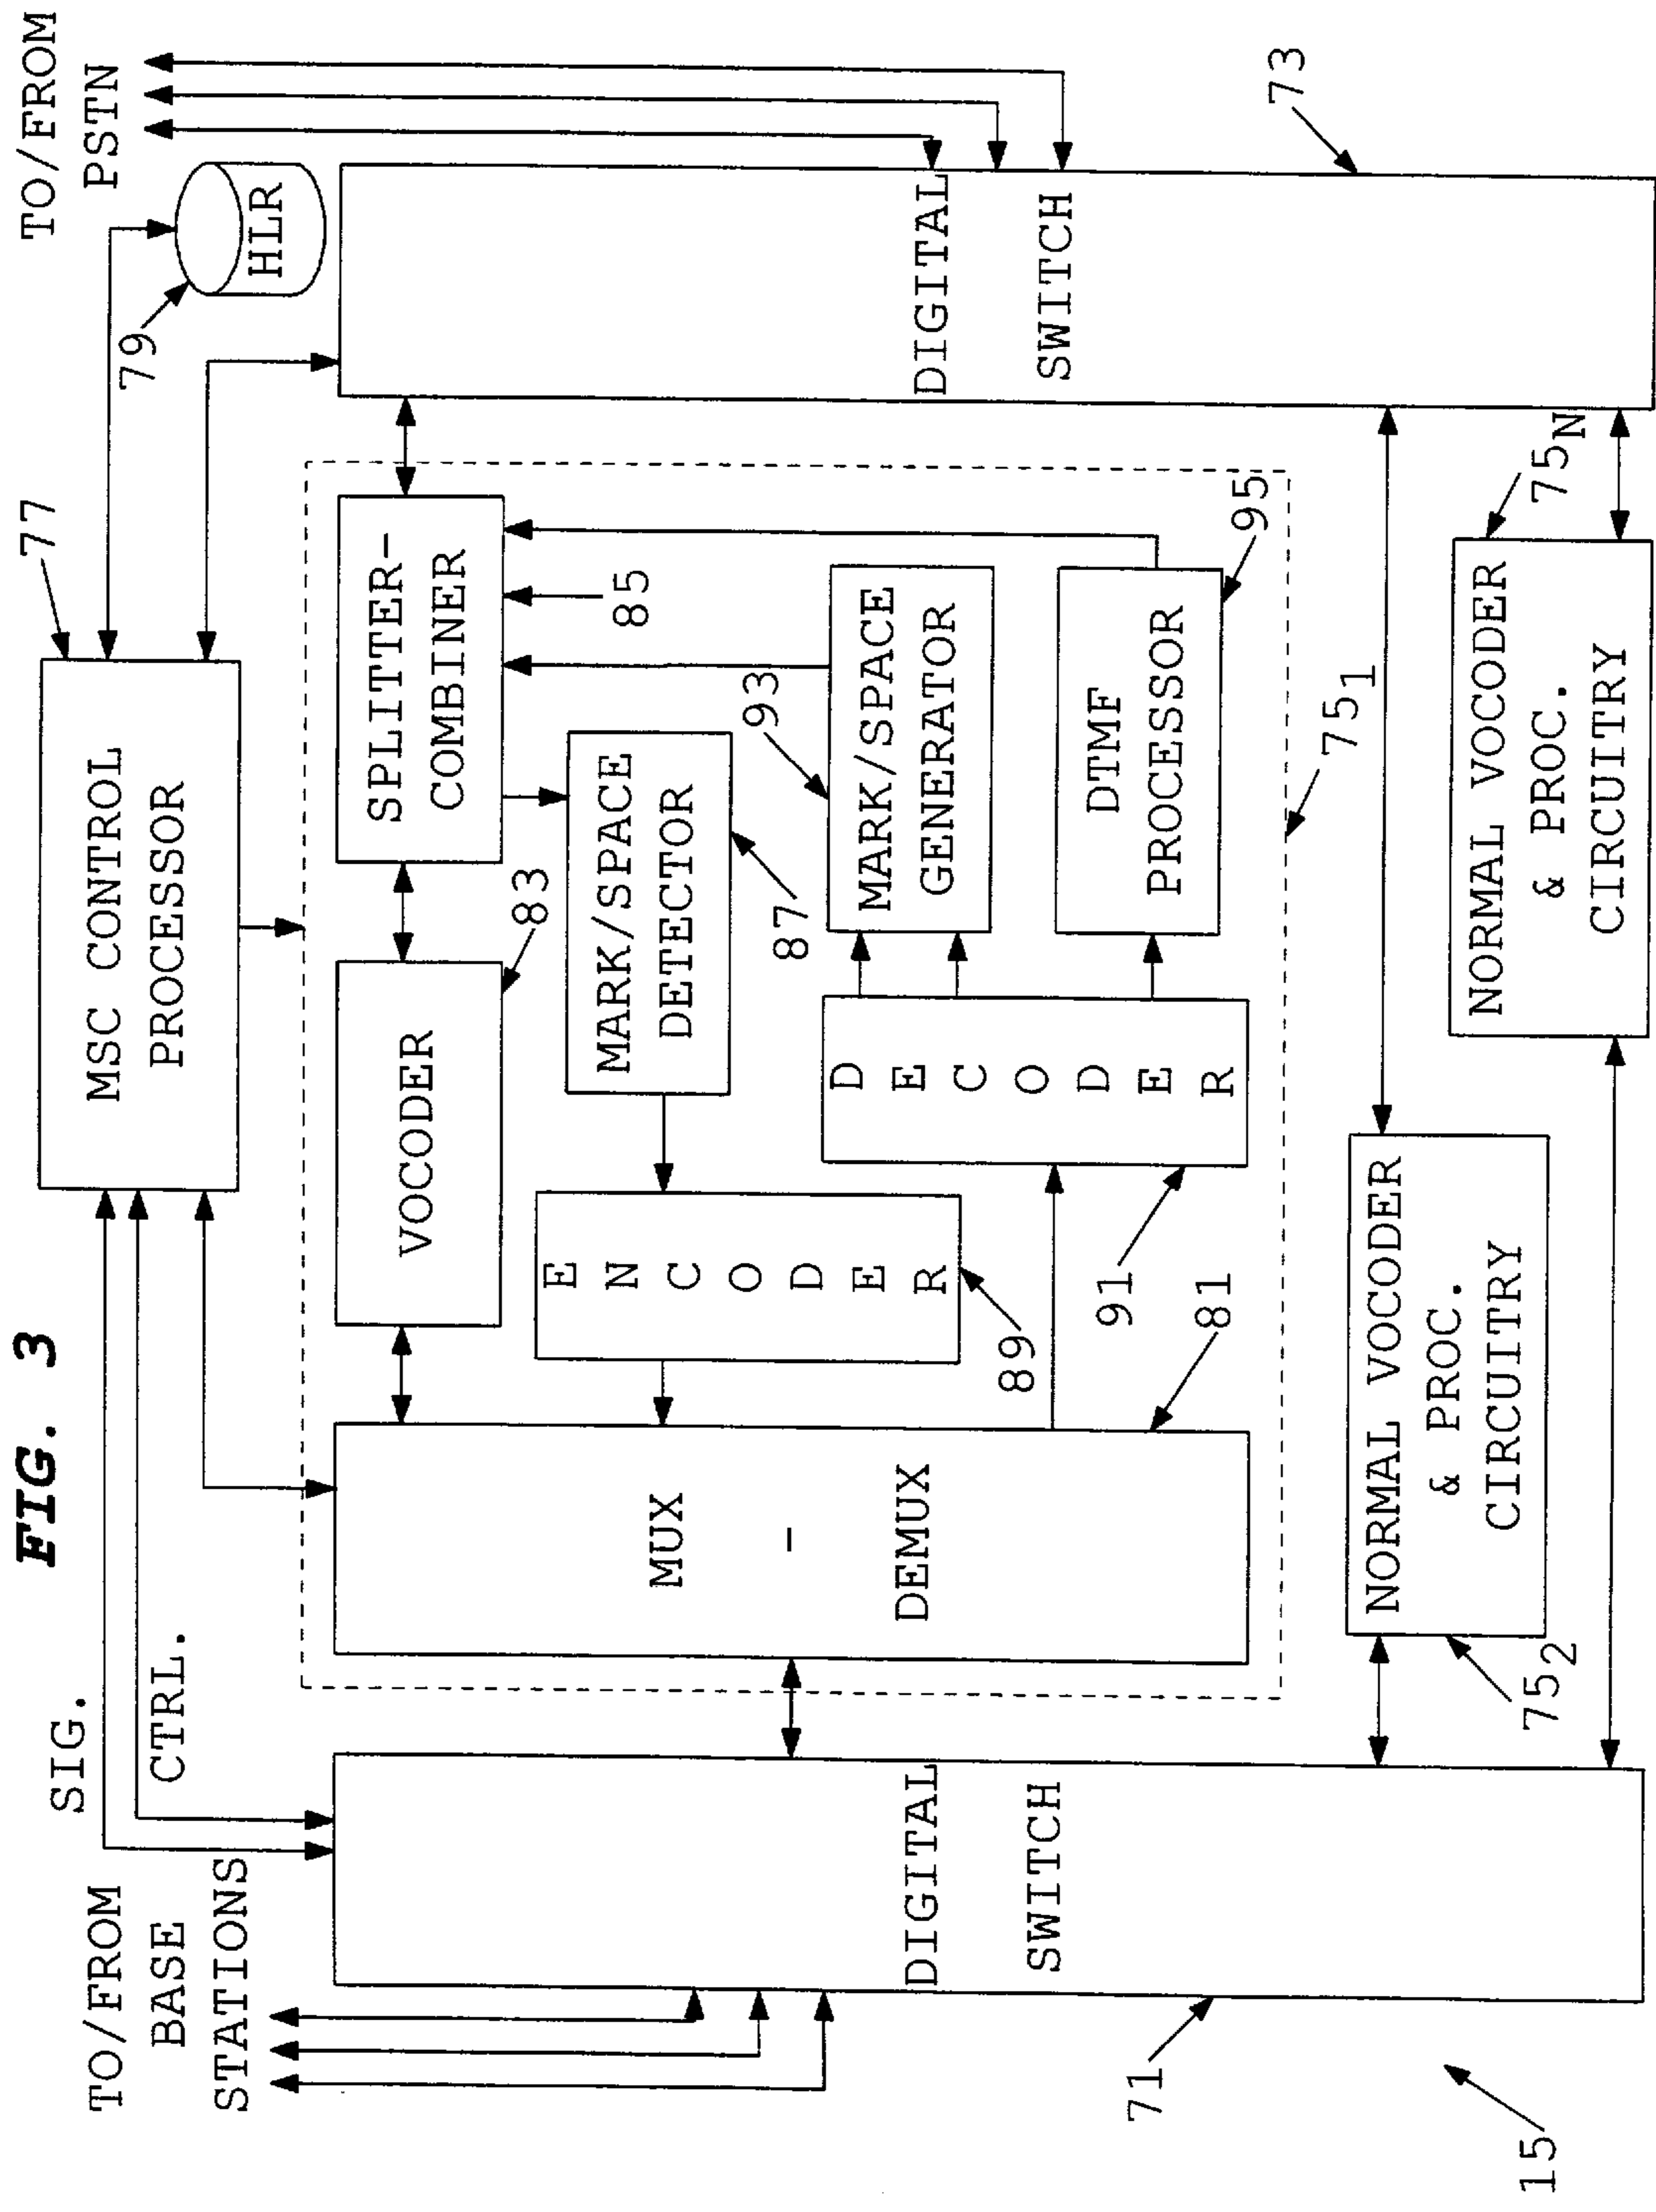 FIG. 3
TO/FROM
BASE
STATIONS
SIG.
CTRL.
MSC CONTROL
PROCESSOR
77
79
HLR
TO/FROM
PSTN
DIGITAL
SWITCH
71
MUX
-
DEMUX
81
VOCODER
83
SPLITTER-
COMBINER
85
ENCODER
89
MARK/SPACE
DETECTOR
87
DECODER
91
MARK/SPACE
GENERATOR
93
DTMF
PROCESSOR
95
75₁
DIGITAL
SWITCH
73
NORMAL VOCODER
& PROC.
CIRCUITRY
75₂
NORMAL VOCODER
& PROC.
CIRCUITRY
75N
15